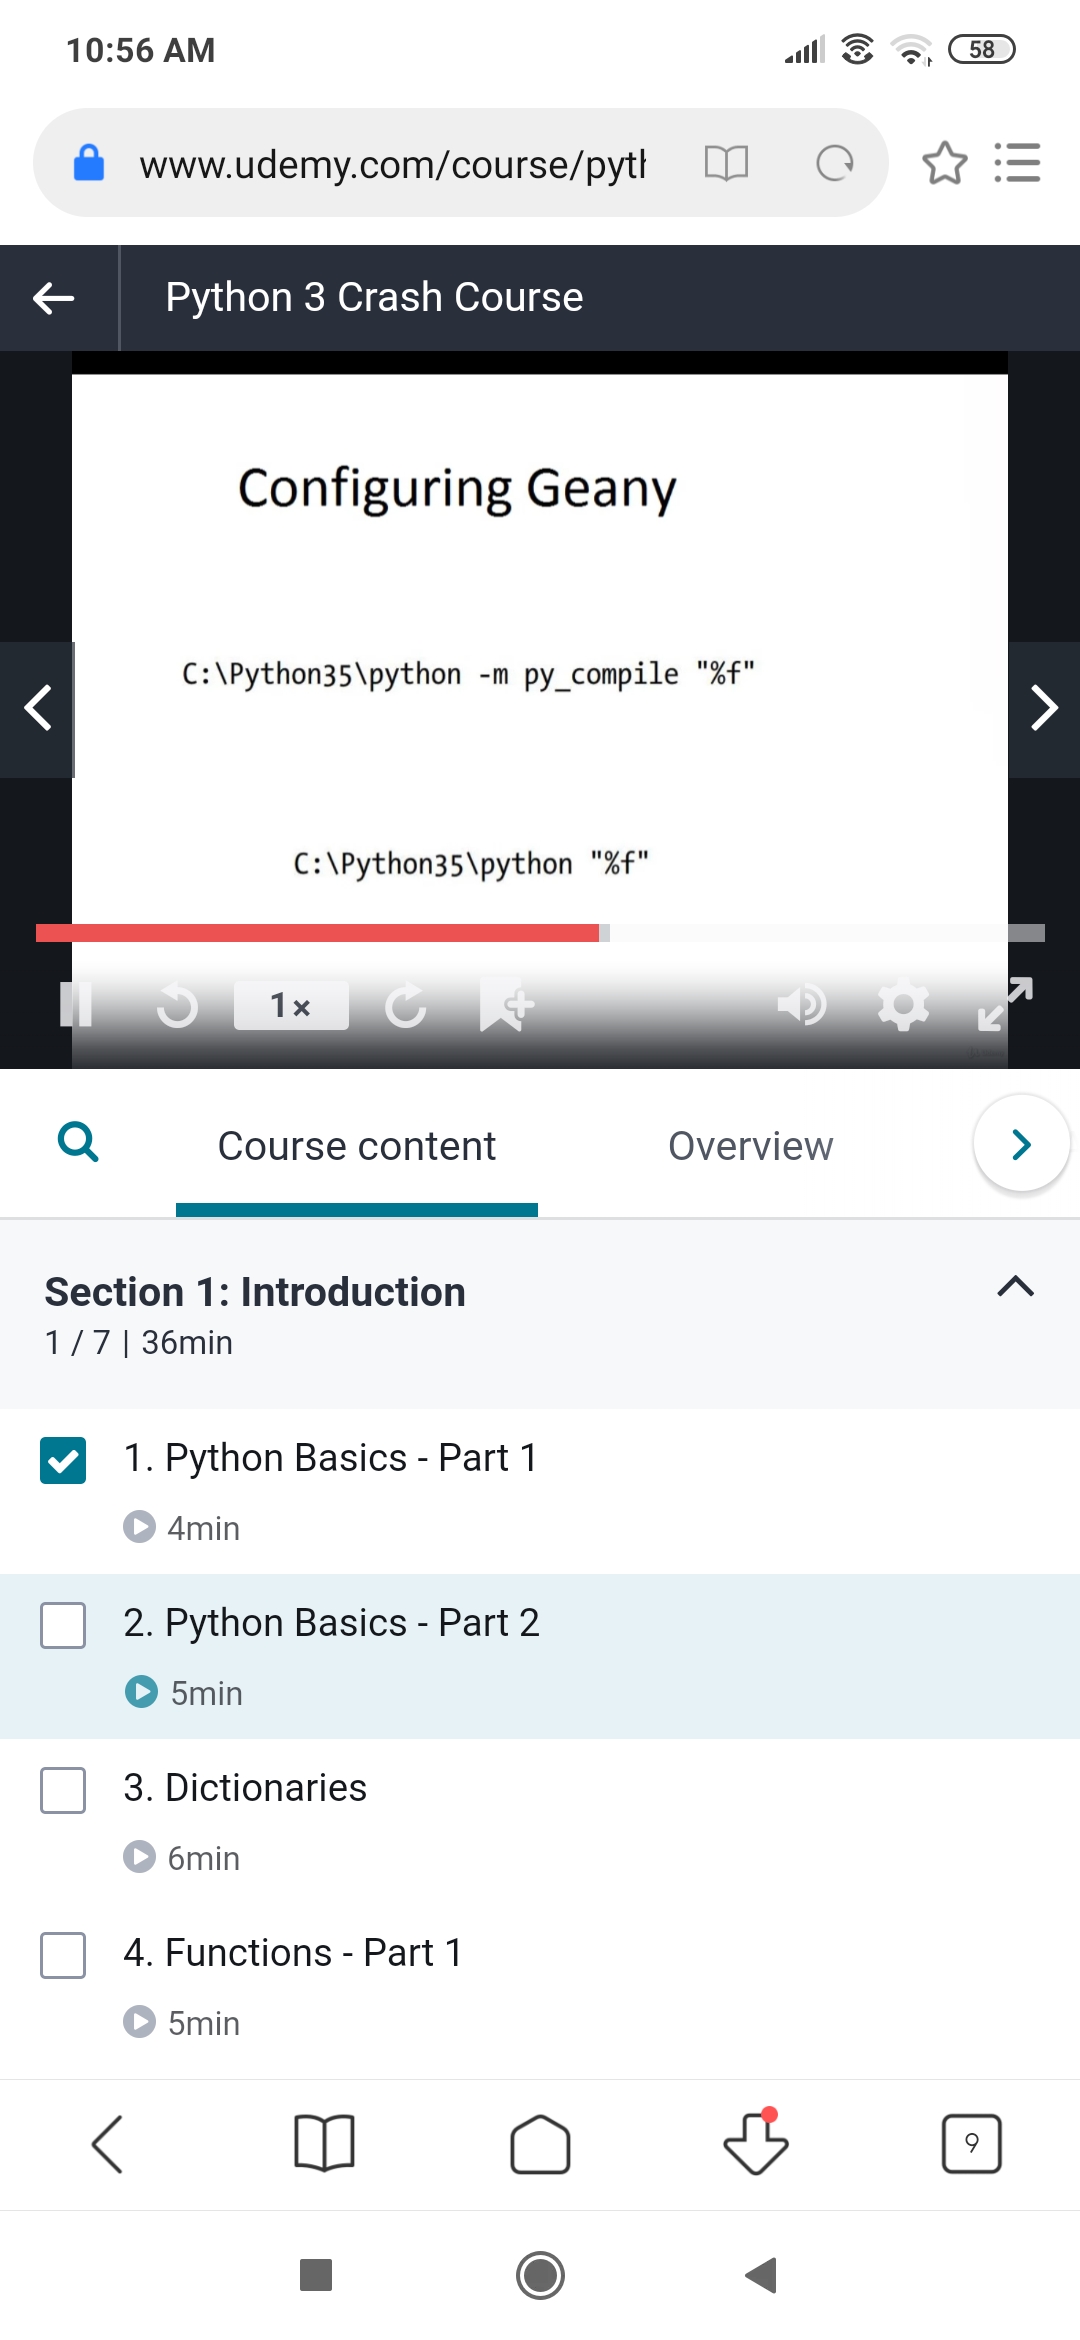 10:56 AM
58
www.udemy.com/course/pyt
Python 3 Crash Course
Configuring Geany
C:\Python35\python -m py_compile "%f"
C:\Python35\python "%f"
1×
Course content
Overview
Section 1: Introduction
1 / 7 | 36min
1. Python Basics - Part 1
4min
2. Python Basics - Part 2
5min
3. Dictionaries
6min
4. Functions - Part 1
5min
9